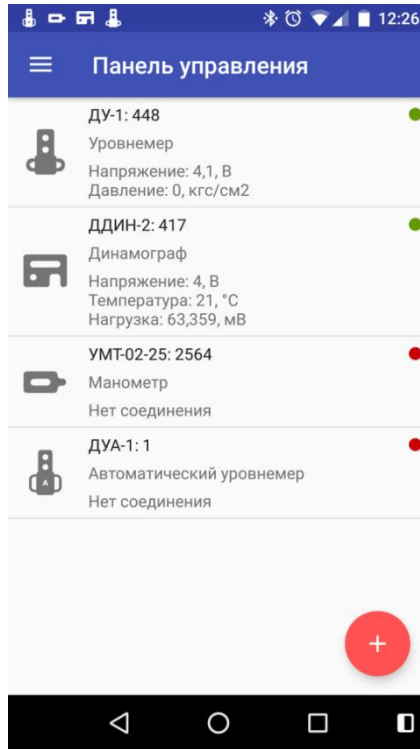 12:26
Панель управления
ДУ-1: 448
Уровнемер
Напряжение: 4,1, В
Давление: 0, кгс/см2
ДДИН-2: 417
Динамограф
Напряжение: 4, В
Температура: 21, °C
Нагрузка: 63,359, мВ
УМТ-02-25: 2564
Манометр
Нет соединения
ДУА-1: 1
Автоматический уровнемер
Нет соединения
A
+